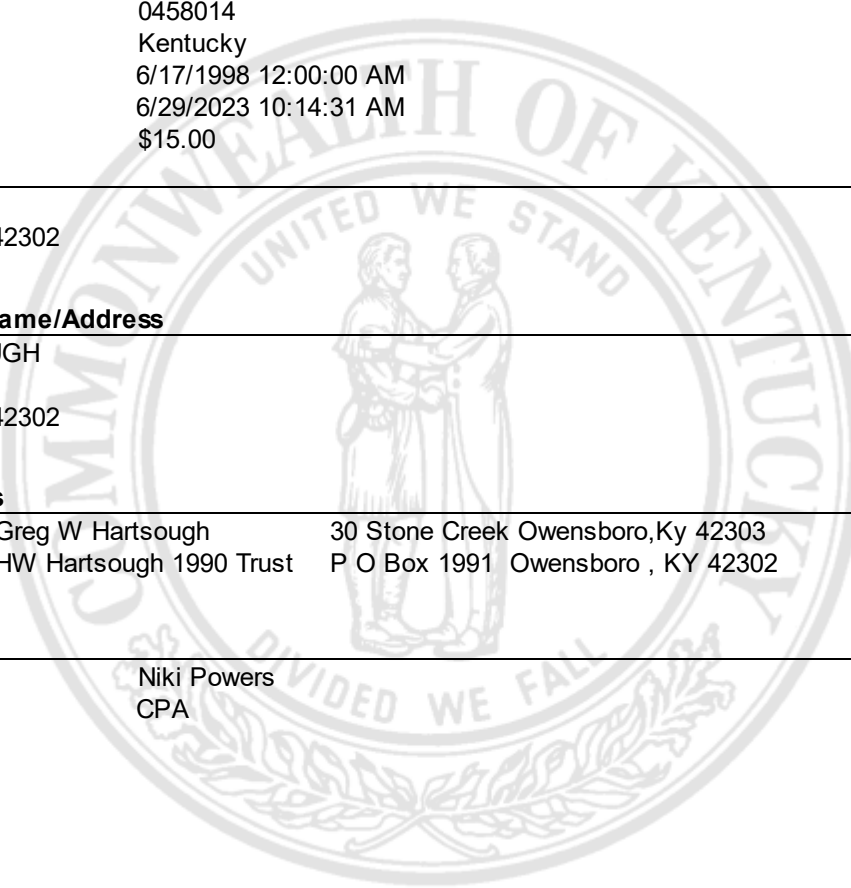 0458014
Kentucky
6/17/1998 12:00:00 AM
6/29/2023 10:14:31 AM
$15.00
42302
ame/Address
UGH
42302
s
Greg W Hartsough 30 Stone Creek Owensboro,Ky 42303
HW Hartsough 1990 Trust P O Box 1991 Owensboro , KY 42302
Niki Powers
CPA
COMMONWEALTH OF KENTUCKY
UNITED WE STAND
DIVIDED WE FALL